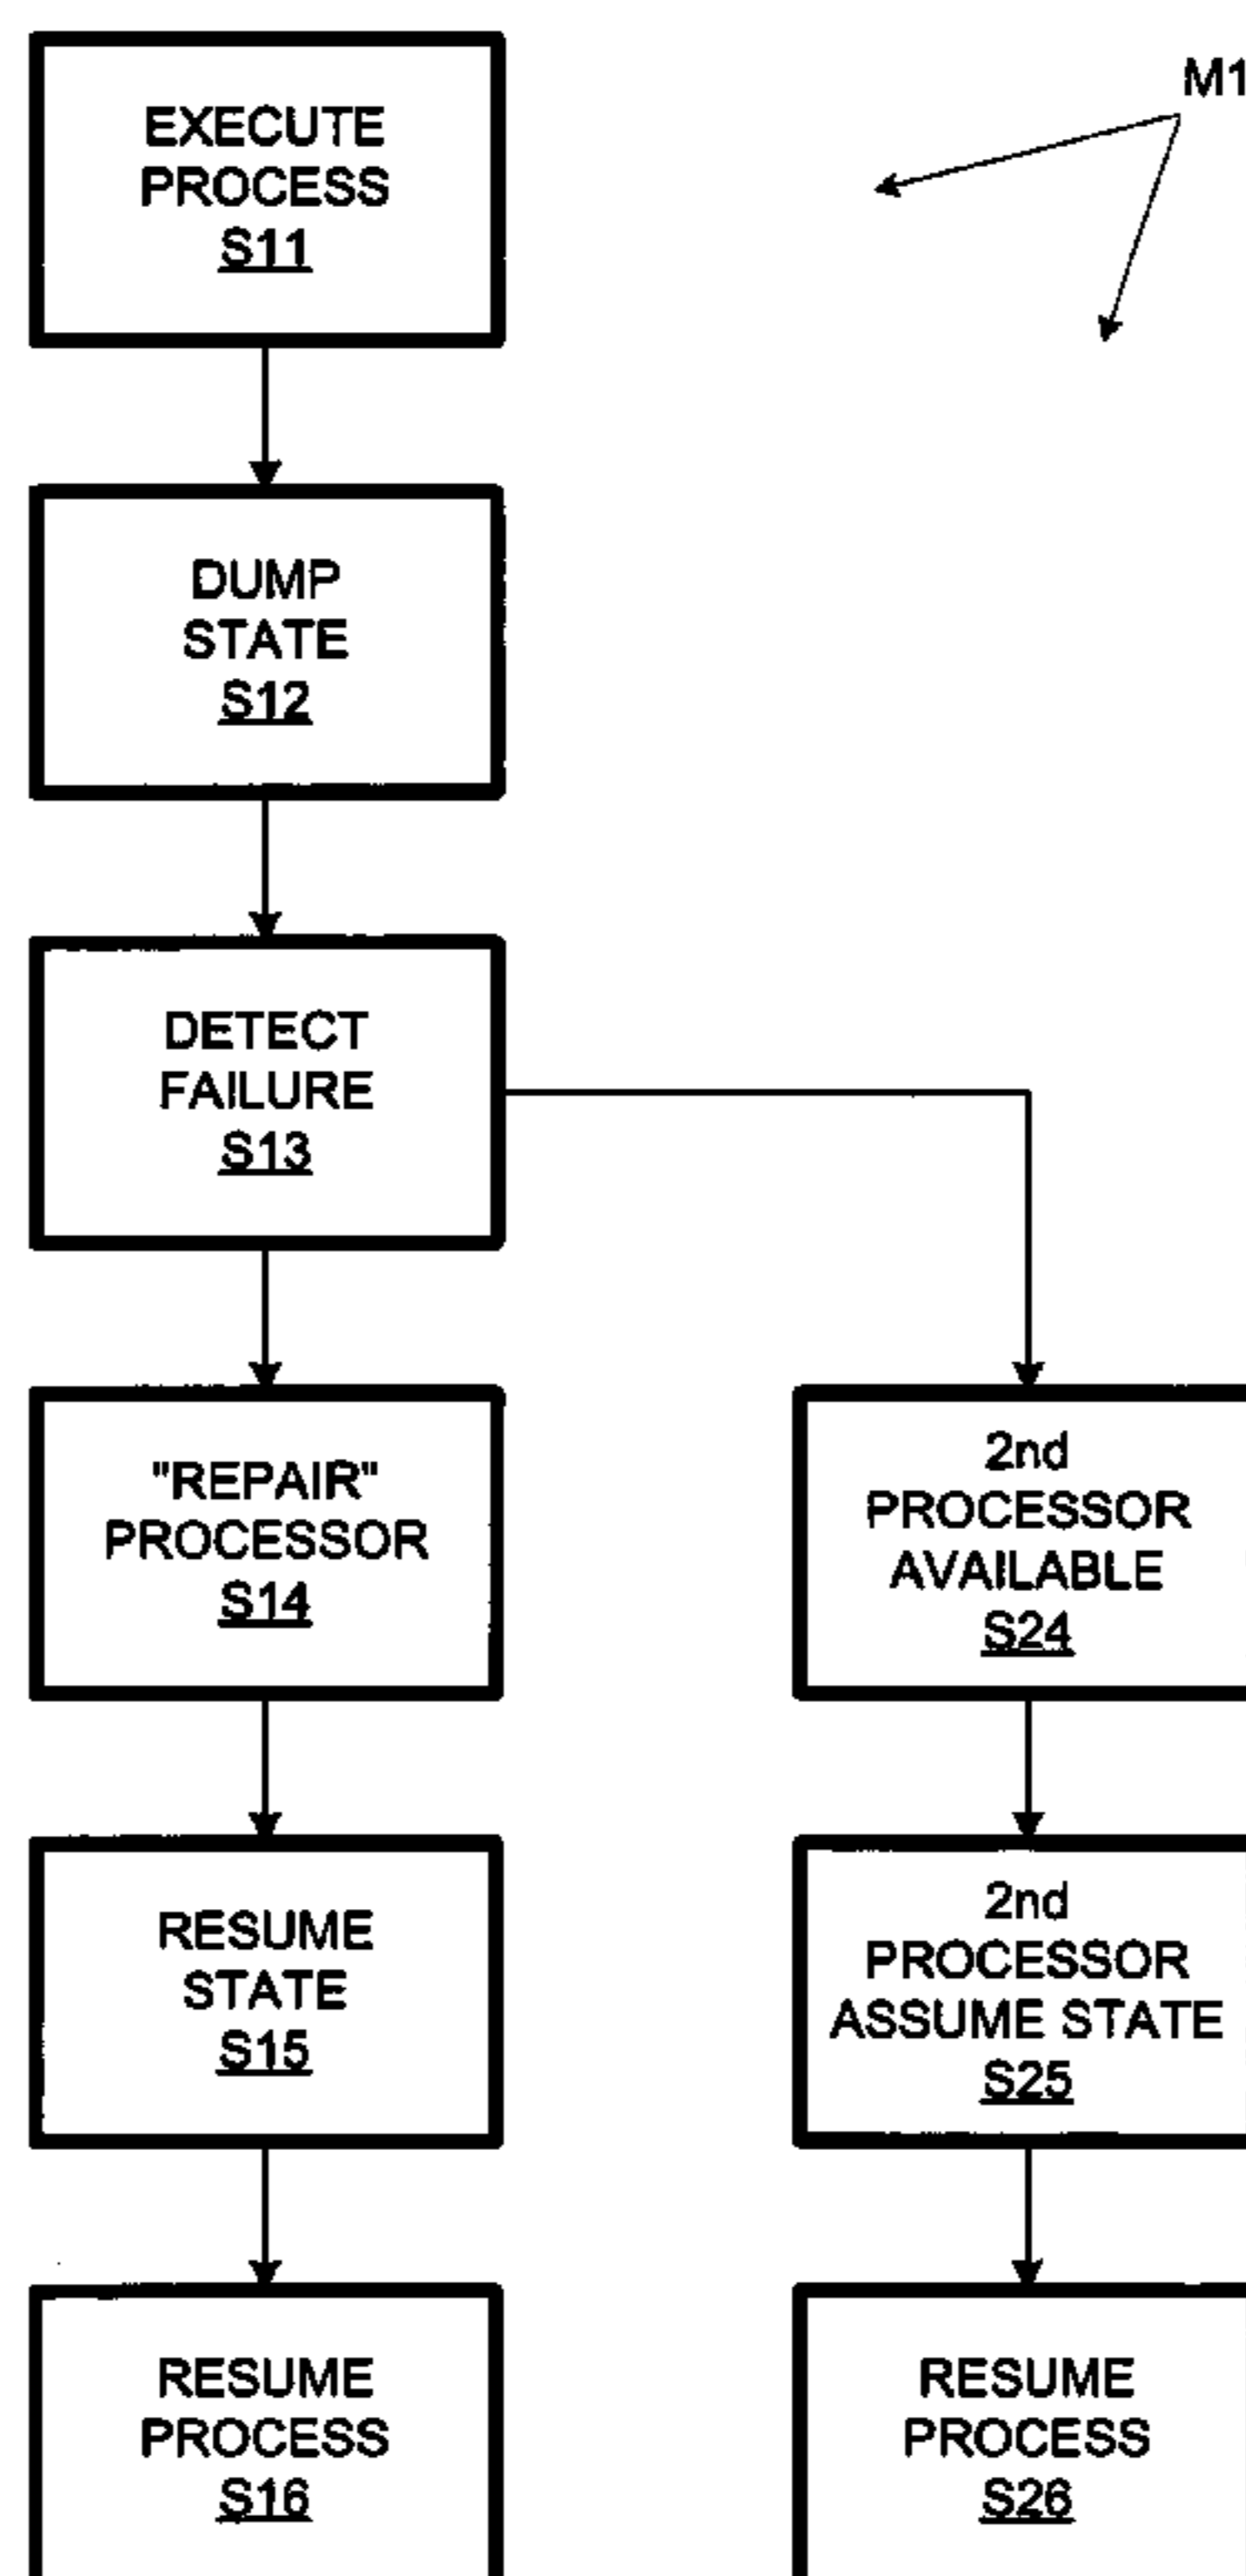 M1
EXECUTE
PROCESS
S11
DUMP
STATE
S12
DETECT
FAILURE
S13
"REPAIR"
PROCESSOR
S14
RESUME
STATE
S15
RESUME
PROCESS
S16
2nd
PROCESSOR
AVAILABLE
S24
2nd
PROCESSOR
ASSUME STATE
S25
RESUME
PROCESS
S26